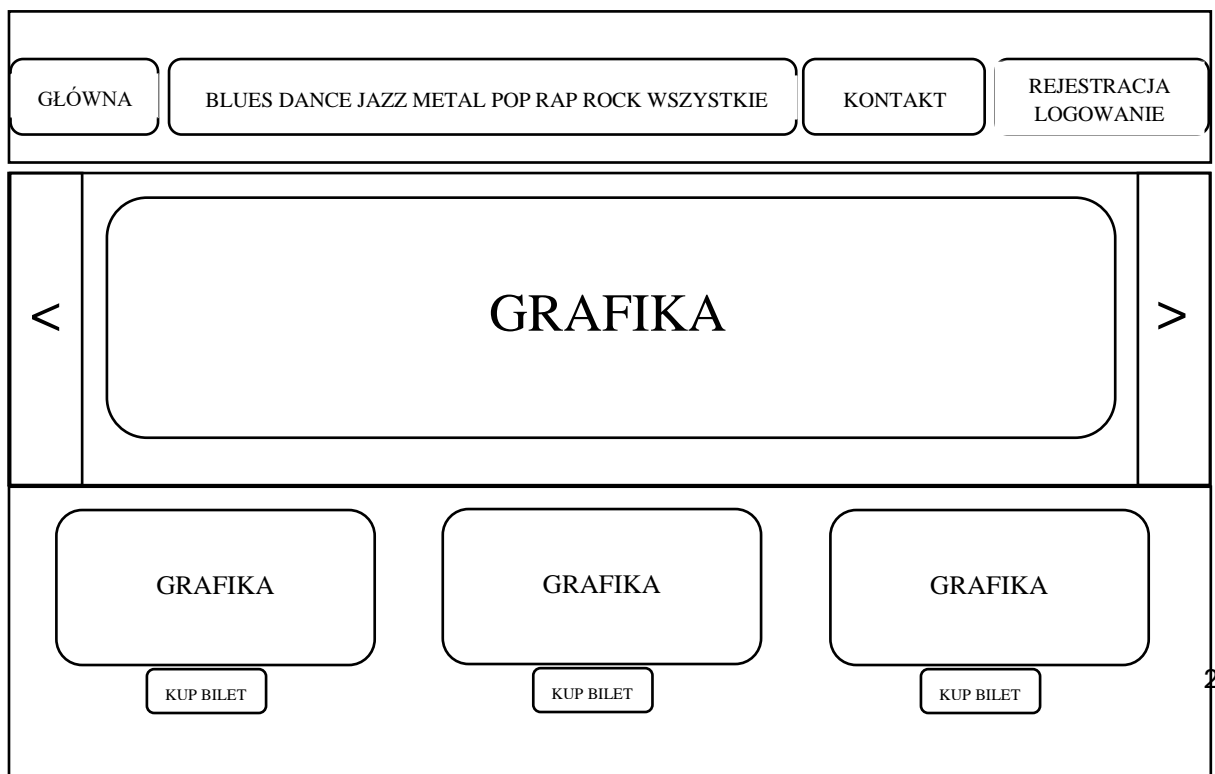 GŁÓWNA
BLUES DANCE JAZZ METAL POP RAP ROCK WSZYSTKIE
KONTAKT
REJESTRACJA
LOGOWANIE
<
GRAFIKA
>
GRAFIKA
GRAFIKA
GRAFIKA
KUP BILET
KUP BILET
KUP BILET
2